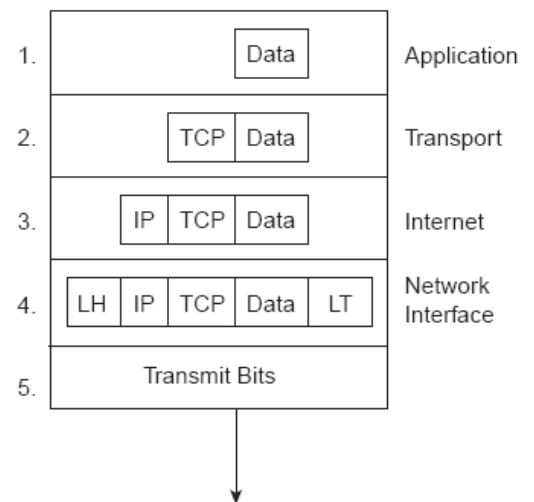 1. Data Application
2. TCP Data Transport
3. IP TCP Data Internet
4. LH IP TCP Data LT Network
Interface
5. Transmit Bits